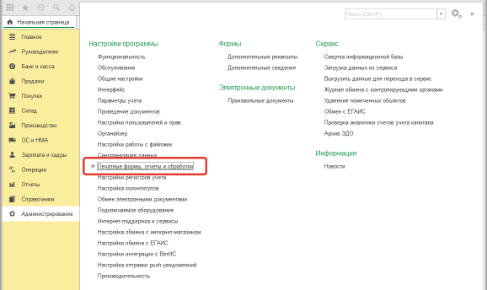 Начальная страница
Поиск (Ctrl+F)
Главное
Руководителю
Банк и касса
Продажи
Покупки
Склад
Производство
ОС и НМА
Зарплата и кадры
Операции
Отчеты
Справочники
Администрирование
Настройки программы
Функциональность
Обслуживание
Общие настройки
Интерфейс
Параметры учета
Проведение документов
Настройки пользователей и прав
Органайзер
Настройки работы с файлами
Синхронизация данных
Печатные формы, отчеты и обработки
Настройки регистров учета
Настройка колонтитулов
Обмен электронными документами
Подключаемое оборудование
Интернет-поддержка и сервисы
Настройка обмена с интернет-магазином
Настройки обмена с ЕГАИС
Настройки интеграции с ВетИС
Настройка отправки push-уведомлений
Производительность
Формы
Дополнительные реквизиты
Дополнительные сведения
Электронные документы
Произвольные документы
Сервис
Свертка информационной базы
Загрузка данных из сервиса
Выгрузить данные для перехода в сервис
Журнал обмена с контролирующими органами
Удаление помеченных объектов
Обмен с ЕГАИС
Проверка аналитики счетов учета капитала
Архив ЭДО
Информация
Новости